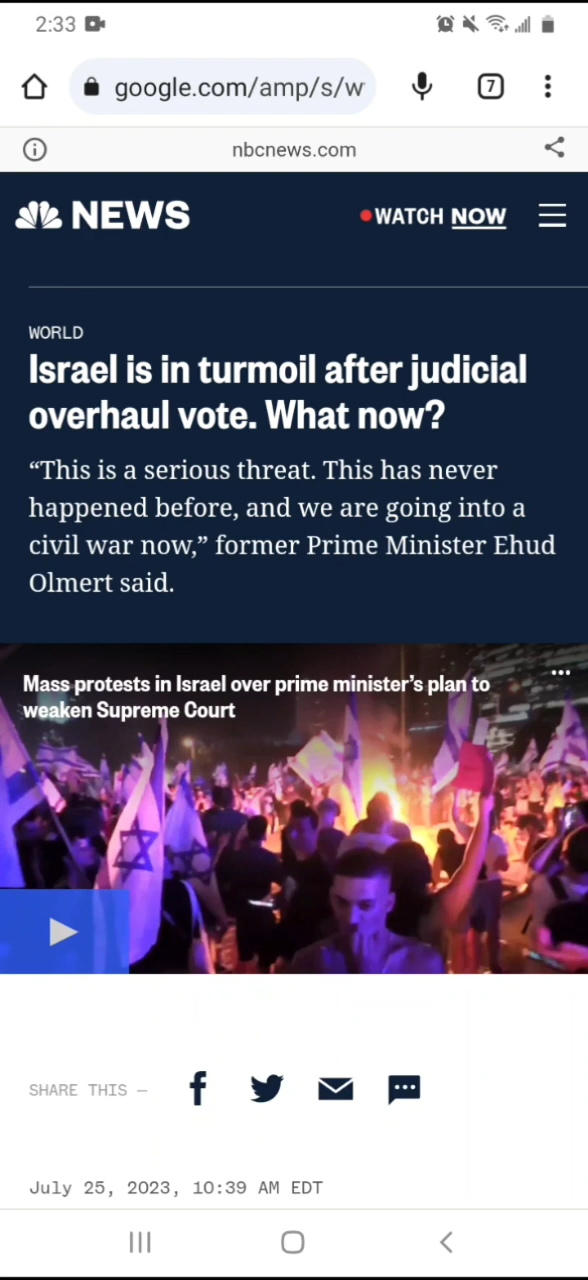 2:33
google.com/amp/s/w
7
nbcnews.com
NEWS
WATCH NOW
WORLD
Israel is in turmoil after judicial
overhaul vote. What now?
“This is a serious threat. This has never
happened before, and we are going into a
civil war now,” former Prime Minister Ehud
Olmert said.
Mass protests in Israel over prime minister’s plan to
weaken Supreme Court
SHARE THIS —
July 25, 2023, 10:39 AM EDT